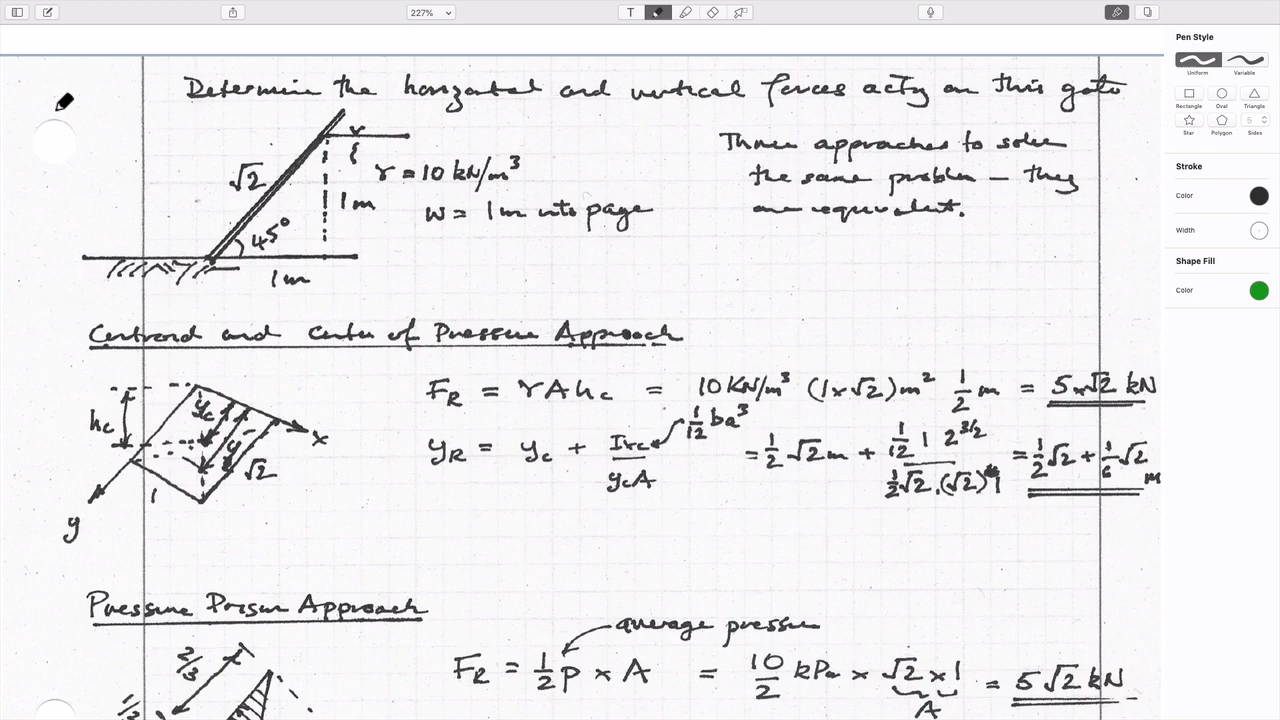 227%
T
Pen Style
Uniform Variable
Rectangle Oval Triangle
5
Star Polygon Sides
Stroke
Color
Width
Shape Fill
Color
Determine the horizontal and vertical forces actg on this gate
√2
γ = 10 kN/m³
1m
w = 1m into page
45°
1m
Three approaches to solve
the same problem – they
are equivalent.
Centroid and Center of Pressure Approach
hc
yc
yR
x
√2
1
y
FR = γAhc = 10 KN/m³ (1×√2)m² 1/2 m = 5×√2 kN
1/12 ba³
yR = yc + Ixc/ycA = 1/2 √2 m + (1/12 1 2^3/2)/(1/2 √2 . (√2)*1) = 1/2 √2 + 1/6 √2 m
Pressure Prism Approach
average pressure
2/3
FR = 1/2 p × A = 10/2 kPa × √2 × 1 = 5√2 kN
A